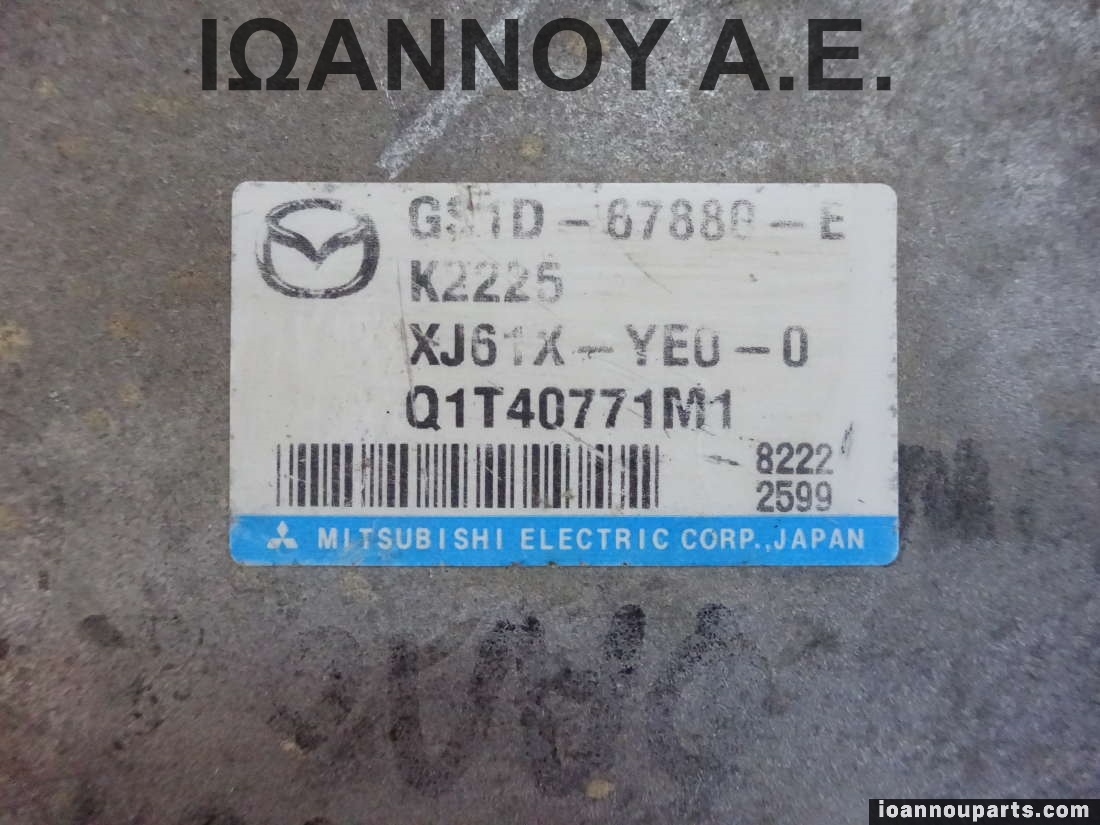 ΙΩΑΝΝΟΥ Α.Ε.
GS1D-67880-E
K2225
XJ61X-YE0-0
Q1T40771M1
8222
2599
MITSUBISHI ELECTRIC CORP.,JAPAN
ioannouparts.com